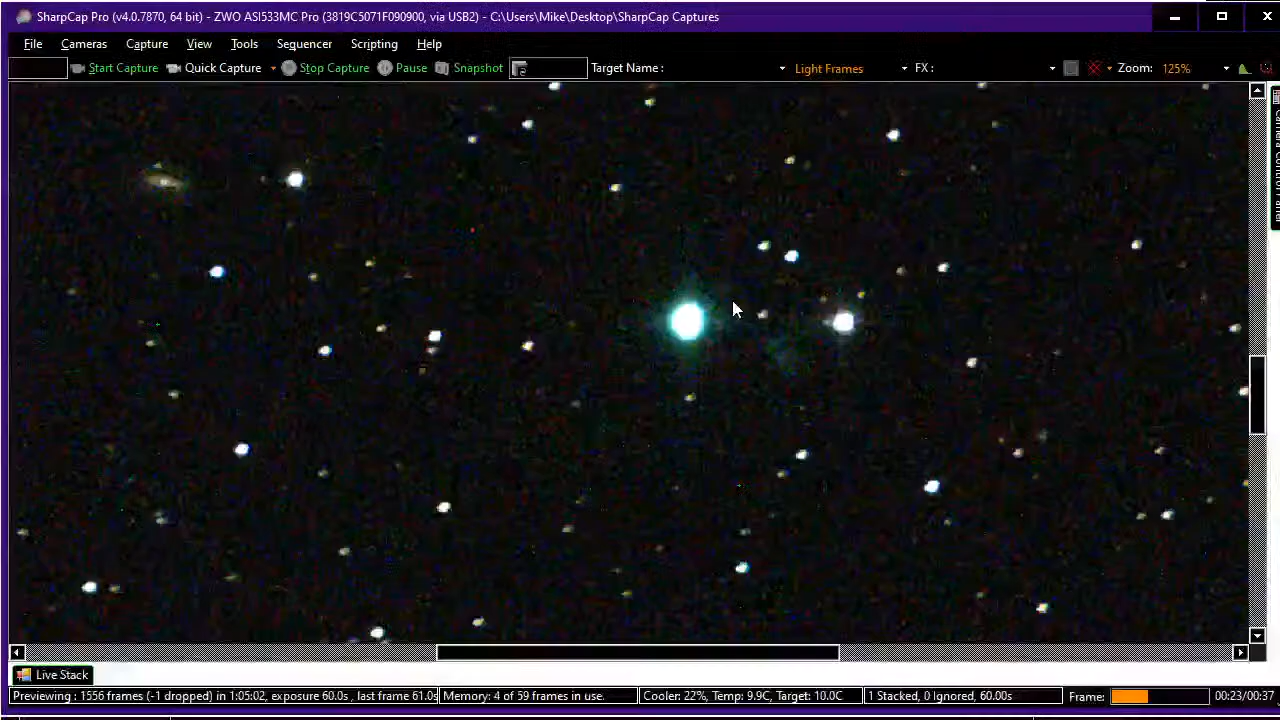 SharpCap Pro (v4.0.7870, 64 bit) - ZWO ASI533MC Pro (3819C5071F090900, via USB2) - C:\Users\Mike\Desktop\SharpCap Captures
File Cameras Capture View Tools Sequencer Scripting Help
Start Capture Quick Capture Stop Capture Pause Snapshot Target Name : Light Frames FX : Zoom: 125%
Live Stack
Previewing : 1556 frames (-1 dropped) in 1:05:02, exposure 60.0s , last frame 61.0s Memory: 4 of 59 frames in use. Cooler: 22%, Temp: 9.9C, Target: 10.0C 1 Stacked, 0 Ignored, 60.00s Frame: 00:23/00:37